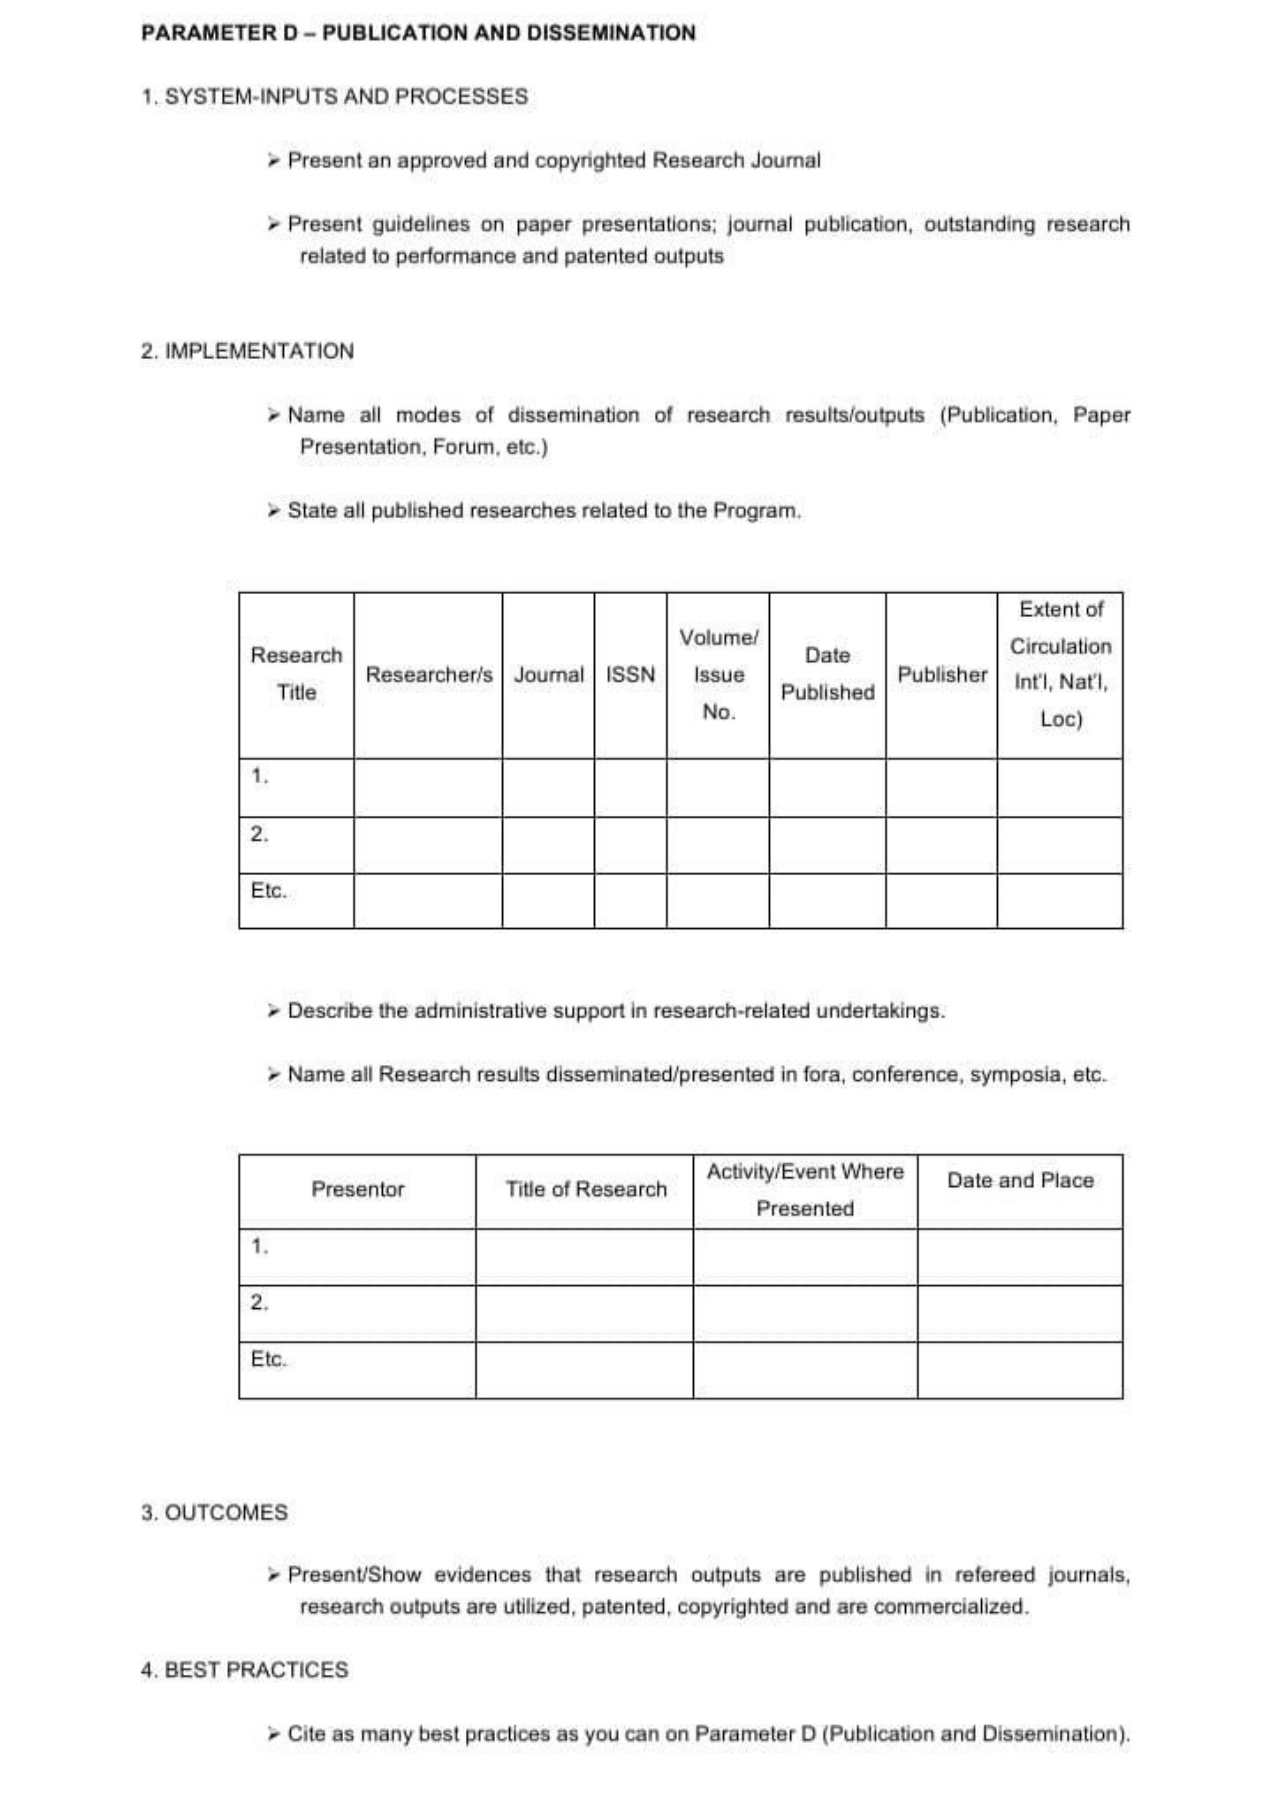 PARAMETER D – PUBLICATION AND DISSEMINATION
1. SYSTEM-INPUTS AND PROCESSES
➢ Present an approved and copyrighted Research Journal
➢ Present guidelines on paper presentations; journal publication, outstanding research
related to performance and patented outputs
2. IMPLEMENTATION
➢ Name all modes of dissemination of research results/outputs (Publication, Paper
Presentation, Forum, etc.)
➢ State all published researches related to the Program.
Research
Title
Researcher/s
Journal
ISSN
Volume/
Issue
No.
Date
Published
Publisher
Extent of
Circulation
Int'l, Nat'l,
Loc)
1.
2.
Etc.
➢ Describe the administrative support in research-related undertakings.
➢ Name all Research results disseminated/presented in fora, conference, symposia, etc.
Presentor
Title of Research
Activity/Event Where
Presented
Date and Place
1.
2.
Etc.
3. OUTCOMES
➢ Present/Show evidences that research outputs are published in refereed journals,
research outputs are utilized, patented, copyrighted and are commercialized.
4. BEST PRACTICES
➢ Cite as many best practices as you can on Parameter D (Publication and Dissemination).